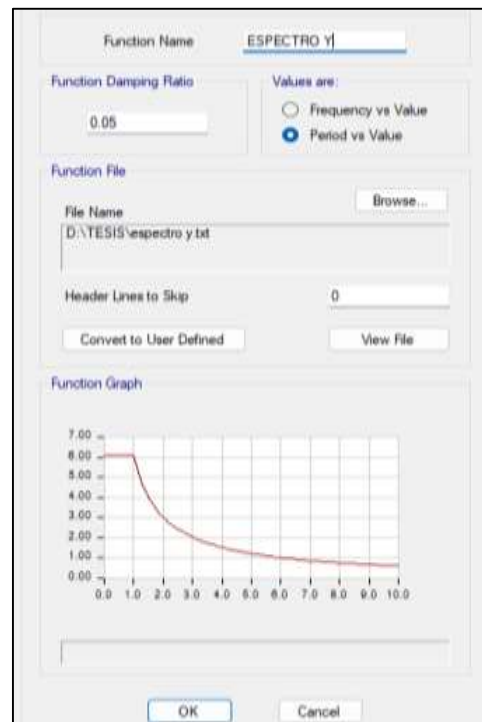 Function Name ESPECTRO Y
Function Damping Ratio
0.05
Values are:
Frequency vs Value
Period vs Value
Function File
Browse...
File Name
D:\TESIS\espectro y.txt
Header Lines to Skip 0
Convert to User Defined View File
Function Graph
7.00
6.00
5.00
4.00
3.00
2.00
1.00
0.00
0.0 1.0 2.0 3.0 4.0 5.0 6.0 7.0 8.0 9.0 10.0
OK Cancel